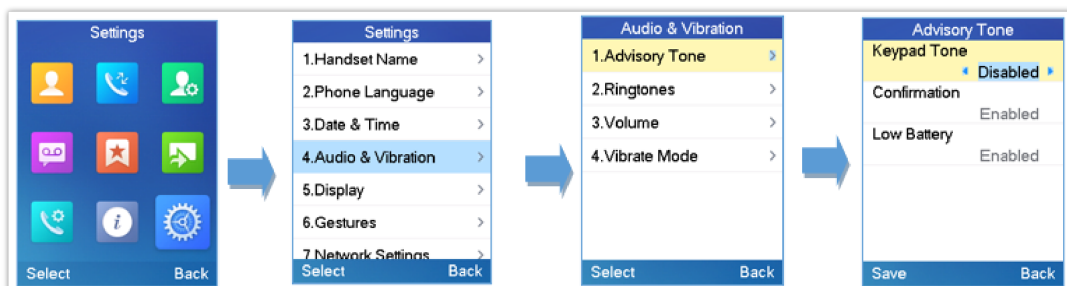 Settings
Select Back
Settings
1.Handset Name
2.Phone Language
3.Date & Time
4.Audio & Vibration
5.Display
6.Gestures
7.Network Settings
Select Back
Audio & Vibration
1.Advisory Tone
2.Ringtones
3.Volume
4.Vibrate Mode
Select Back
Advisory Tone
Keypad Tone
Disabled
Confirmation
Enabled
Low Battery
Enabled
Save Back